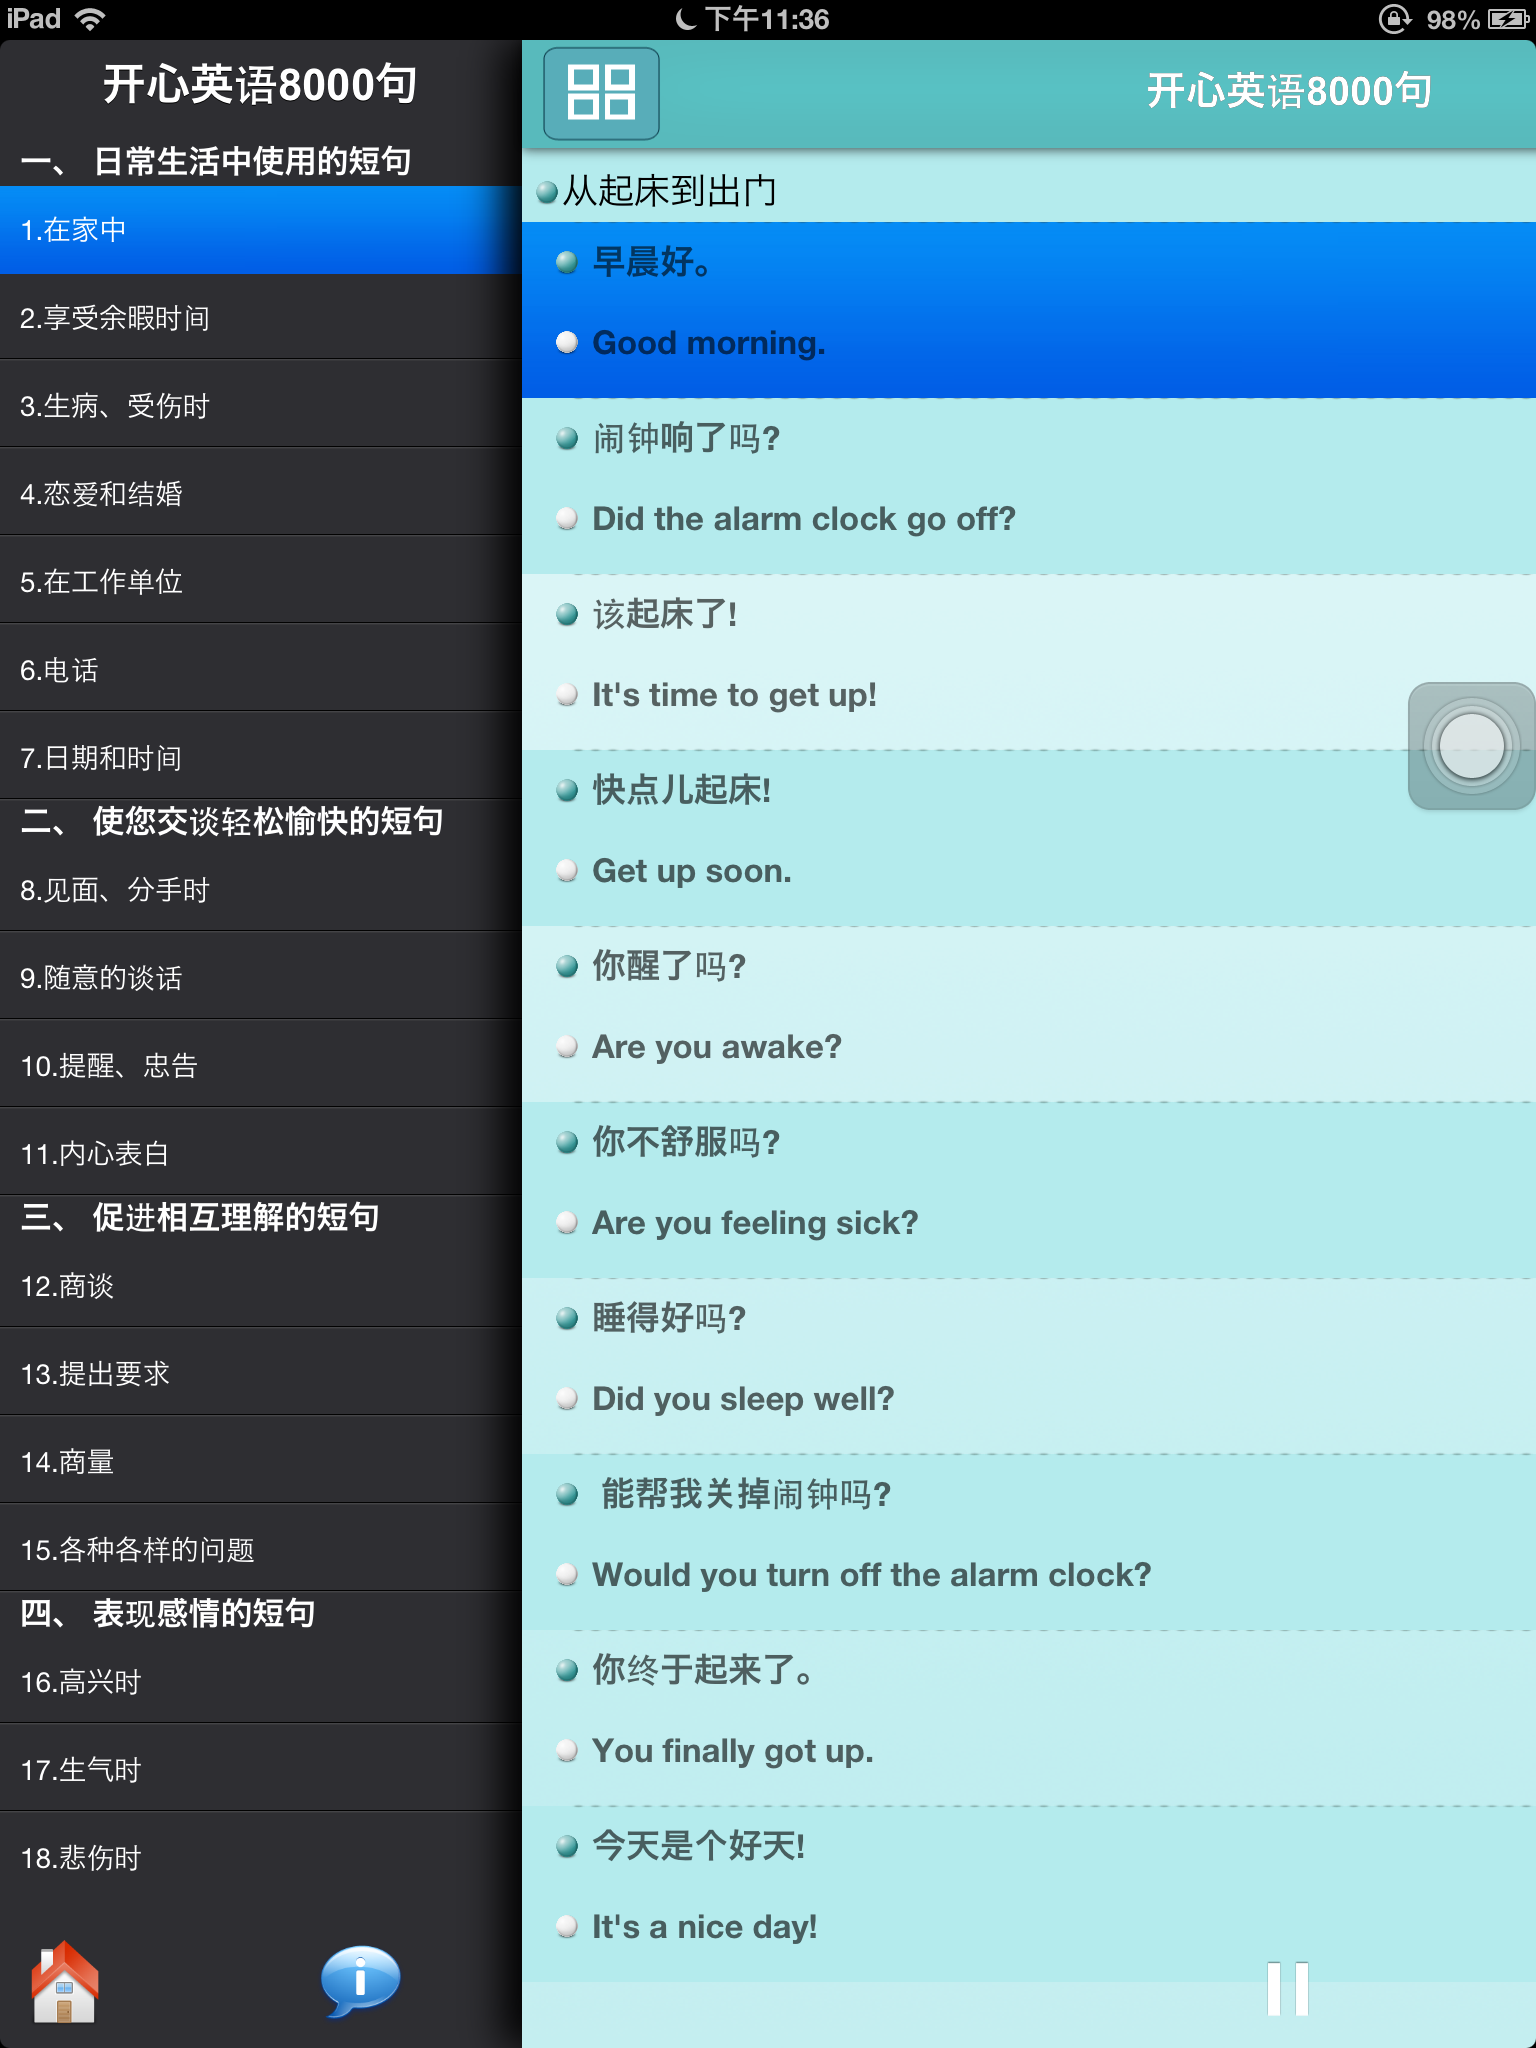 iPad
下午11:36
98%
开心英语8000句
一、 日常生活中使用的短句
1.在家中
2.享受余暇时间
3.生病、受伤时
4.恋爱和结婚
5.在工作单位
6.电话
7.日期和时间
二、 使您交谈轻松愉快的短句
8.见面、分手时
9.随意的谈话
10.提醒、忠告
11.内心表白
三、 促进相互理解的短句
12.商谈
13.提出要求
14.商量
15.各种各样的问题
四、 表现感情的短句
16.高兴时
17.生气时
18.悲伤时
开心英语8000句
从起床到出门
早晨好。
Good morning.
闹钟响了吗?
Did the alarm clock go off?
该起床了!
It's time to get up!
快点儿起床!
Get up soon.
你醒了吗?
Are you awake?
你不舒服吗?
Are you feeling sick?
睡得好吗?
Did you sleep well?
能帮我关掉闹钟吗?
Would you turn off the alarm clock?
你终于起来了。
You finally got up.
今天是个好天!
It's a nice day!